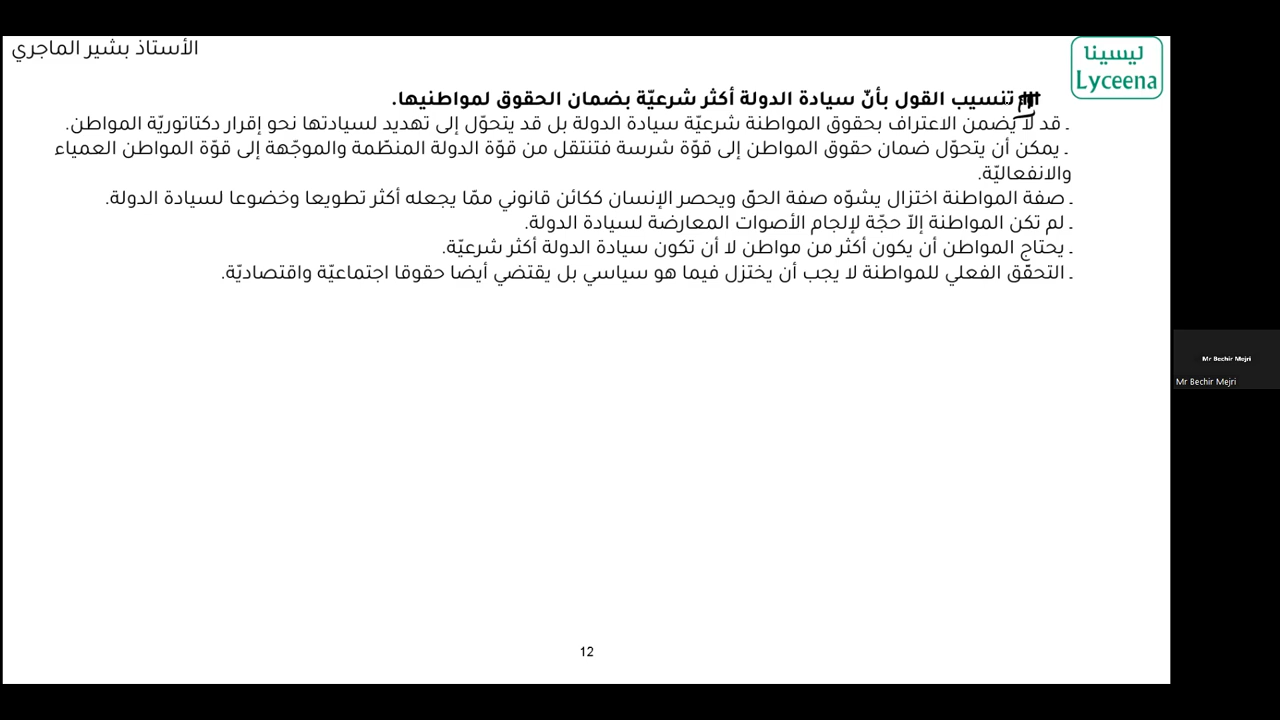 الأستاذ بشير الماجري
ليسينا
Lyceena
تنسيب القول بأنّ سيادة الدولة أكثر شرعيّة بضمان الحقوق لمواطنيها.
ـ قد لا يضمن الاعتراف بحقوق المواطنة شرعيّة سيادة الدولة بل قد يتحوّل إلى تهديد لسيادتها نحو إقرار دكتاتوريّة المواطن.
ـ يمكن أن يتحوّل ضمان حقوق المواطن إلى قوّة شرسة فتنتقل من قوّة الدولة المنظّمة والموجّهة إلى قوّة المواطن العمياء
والانفعاليّة.
ـ صفة المواطنة اختزال يشوّه صفة الحقّ ويحصر الإنسان ككائن قانوني ممّا يجعله أكثر تطويعا وخضوعا لسيادة الدولة.
ـ لم تكن المواطنة إلاّ حجّة لإلجام الأصوات المعارضة لسيادة الدولة.
ـ يحتاج المواطن أن يكون أكثر من مواطن لا أن تكون سيادة الدولة أكثر شرعيّة.
ـ التحقّق الفعلي للمواطنة لا يجب أن يختزل فيما هو سياسي بل يقتضي أيضا حقوقا اجتماعيّة واقتصاديّة.
Mr Bechir Mejri
Mr Bechir Mejri
12